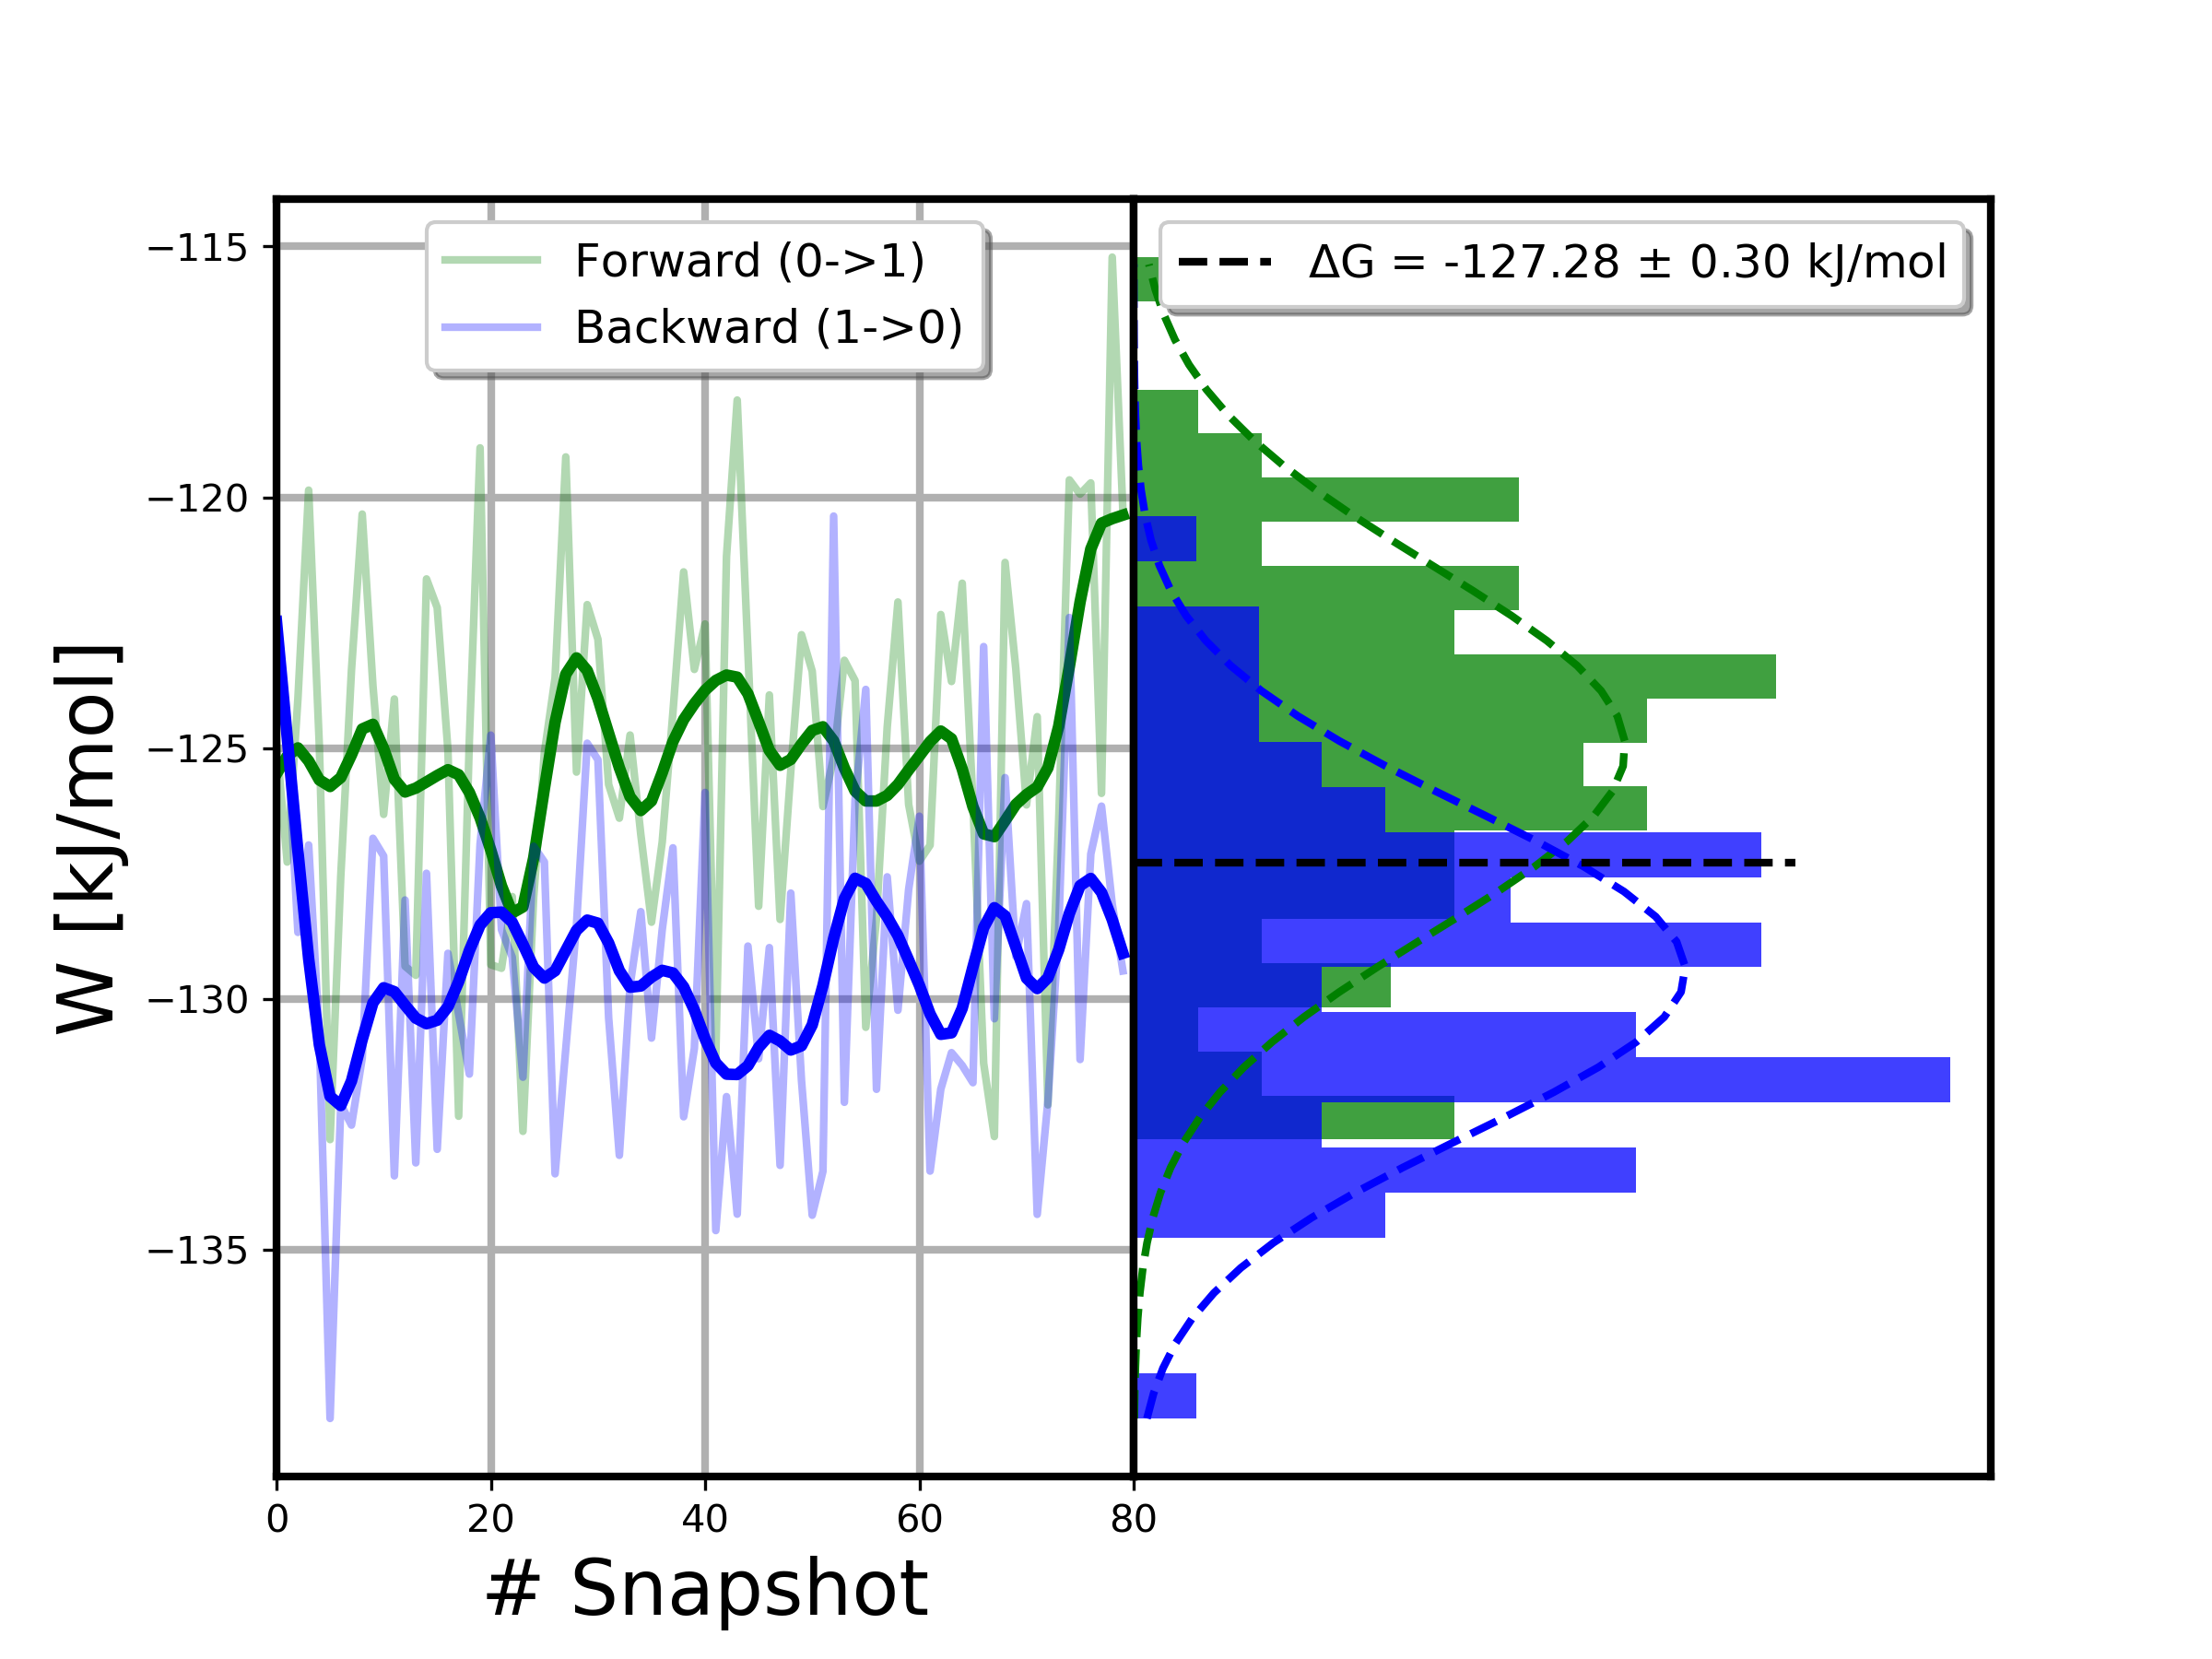 Forward (0->1)
Backward (1->0)
ΔG = -127.28 ± 0.30 kJ/mol
W [kJ/mol]
−115
−120
−125
−130
−135
0 20 40 60 80
# Snapshot